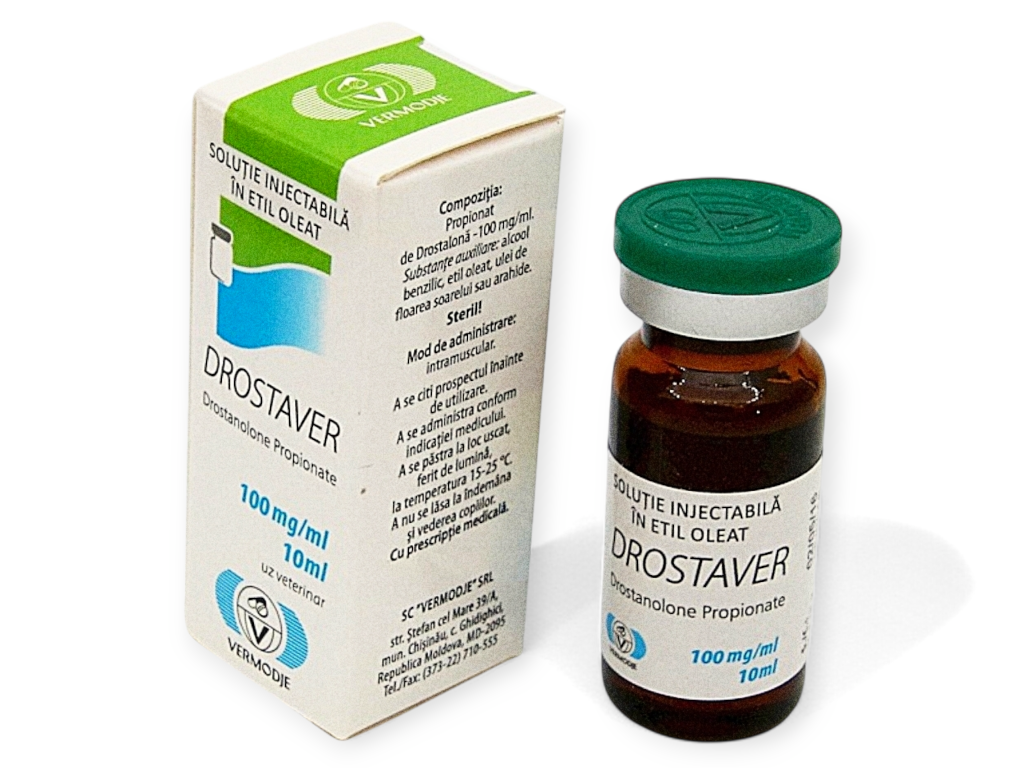 VERMODJE
SOLUȚIE INJECTABILĂ
ÎN ETIL OLEAT
DROSTAVER
Drostanolone Propionate
100 mg/ml
10ml
uz veterinar
VERMODJE
Compoziția:
Propionat
de Drostalonă -100 mg/ml.
Substanțe auxiliare: alcool
benzilic, etil oleat, ulei de
floarea soarelui sau arahide.
Steril!
Mod de administrare:
intramuscular.
A se citi prospectul înainte
de utilizare.
A se administra conform
indicației medicului.
A se păstra la loc uscat,
ferit de lumină,
la temperatura 15-25 °C.
A nu se lăsa la îndemâna
și vederea copiilor.
Cu prescripție medicală.
SC "VERMODJE" SRL
str. Ștefan cel Mare 39/A,
mun. Chișinău, c. Ghidighici,
Republica Moldova, MD-2095
Tel./Fax: (373-22) 710-555
SOLUȚIE INJECTABILĂ
ÎN ETIL OLEAT
DROSTAVER
Drostanolone Propionate
100 mg/ml
10ml
VERMODJE
02/05/16